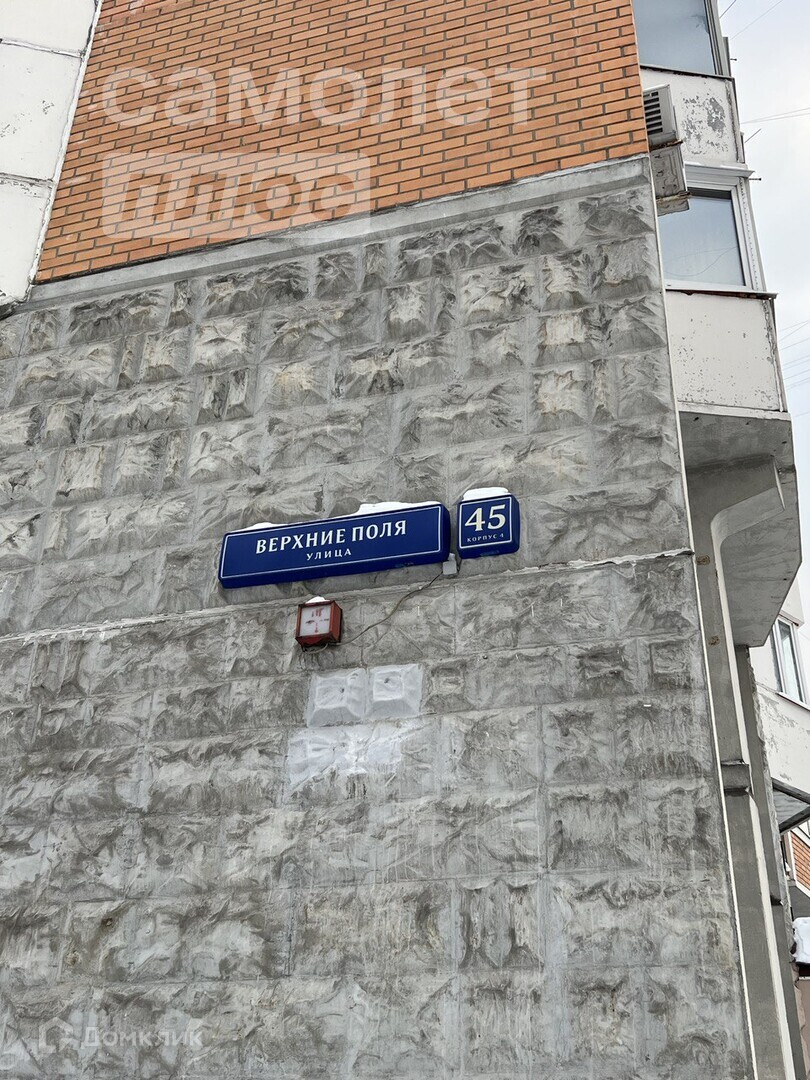 самолет
плюс
ВЕРХНИЕ ПОЛЯ
УЛИЦА
45
КОРПУС 4
Домклик